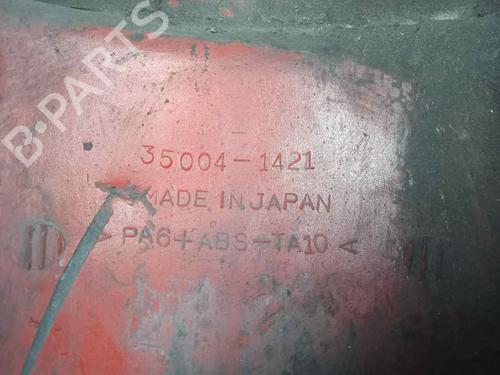 B-PARTS
35004-1421
MADE IN JAPAN
> PA6+ABS-TA10 <